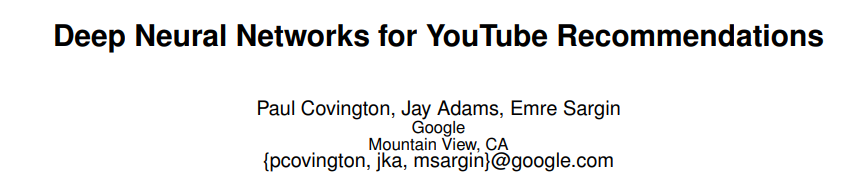 Deep Neural Networks for YouTube Recommendations
Paul Covington, Jay Adams, Emre Sargin
Google
Mountain View, CA
{pcovington, jka, msargin}@google.com